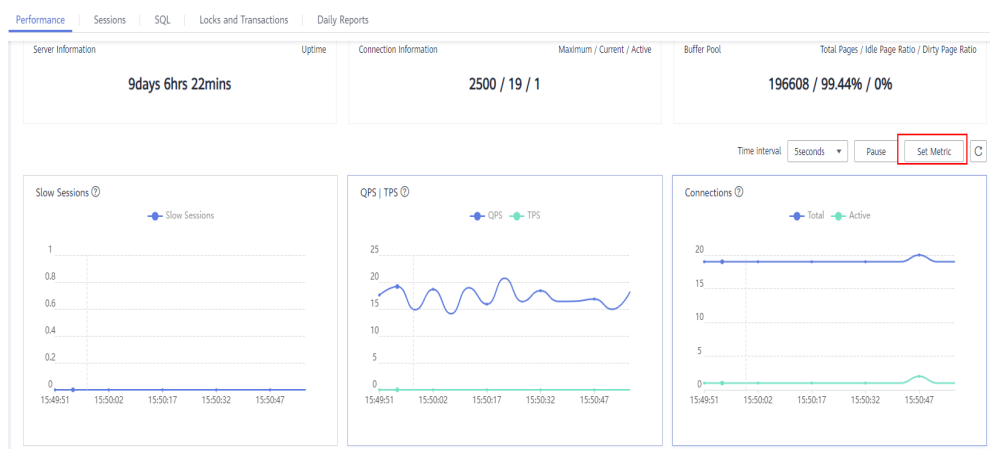 Performance Sessions SQL Locks and Transactions Daily Reports
Server Information Uptime
9days 6hrs 22mins
Connection Information Maximum / Current / Active
2500 / 19 / 1
Buffer Pool Total Pages / Idle Page Ratio / Dirty Page Ratio
196608 / 99.44% / 0%
Time interval 5seconds Pause Set Metric
Slow Sessions
Slow Sessions
1
0.8
0.6
0.4
0.2
0
15:49:51 15:50:02 15:50:17 15:50:32 15:50:47
QPS | TPS
QPS TPS
25
20
15
10
5
0
15:49:51 15:50:02 15:50:17 15:50:32 15:50:47
Connections
Total Active
20
15
10
5
0
15:49:51 15:50:02 15:50:17 15:50:32 15:50:47